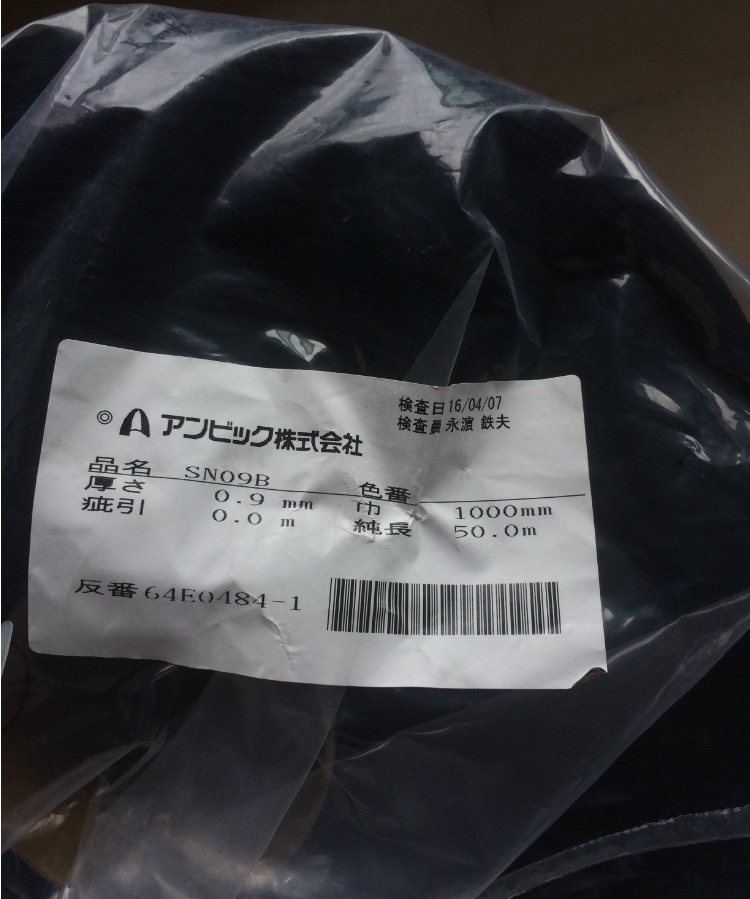 検査日16/04/07
検査員 永濵 鉄夫
◎ アンビック株式会社
品名 SN09B 色番
厚さ 0.9 mm 巾 1000mm
疵引 0.0 m 純長 50.0m
反番64E0484-1